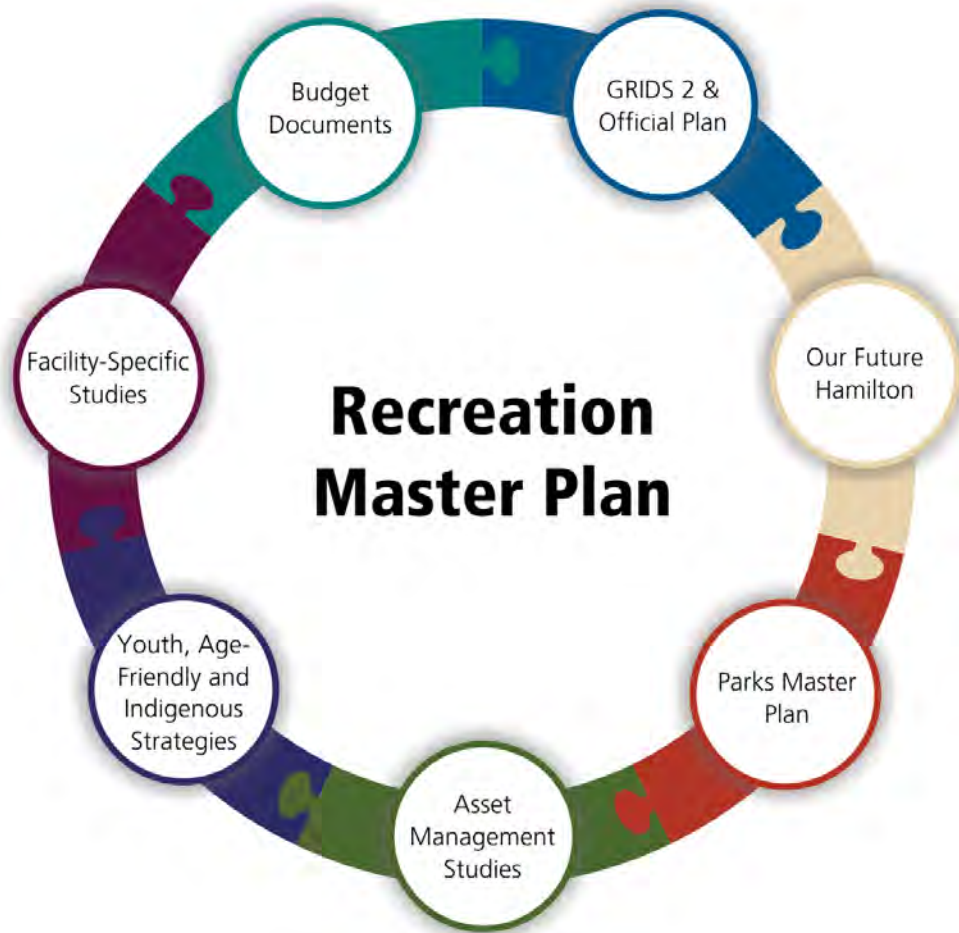 Budget
Documents
GRIDS 2 &
Official Plan
Our Future
Hamilton
Parks Master
Plan
Asset
Management
Studies
Youth, Age-
Friendly and
Indigenous
Strategies
Facility-Specific
Studies
Recreation
Master Plan